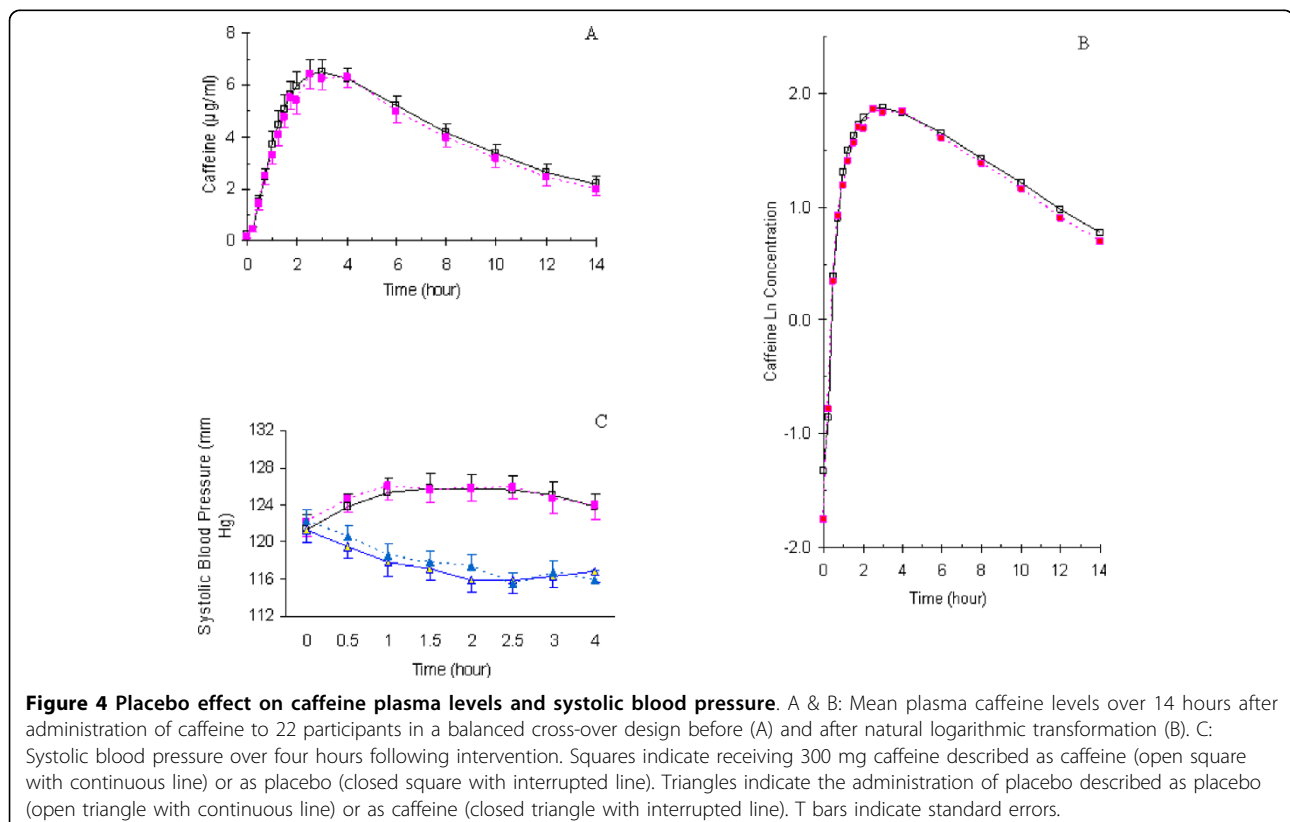 A
8
6
4
2
0
Caffeine (µg/ml)
0 2 4 6 8 10 12 14
Time (hour)
B
2.0
1.0
0.0
-1.0
-2.0
Caffeine Ln Concentration
0 2 4 6 8 10 12 14
Time (hour)
C
132
128
124
120
116
112
Systolic Blood Pressure (mm
Hg)
0 0.5 1 1.5 2 2.5 3 4
Time (hour)
Figure 4 Placebo effect on caffeine plasma levels and systolic blood pressure. A & B: Mean plasma caffeine levels over 14 hours after
administration of caffeine to 22 participants in a balanced cross-over design before (A) and after natural logarithmic transformation (B). C:
Systolic blood pressure over four hours following intervention. Squares indicate receiving 300 mg caffeine described as caffeine (open square
with continuous line) or as placebo (closed square with interrupted line). Triangles indicate the administration of placebo described as placebo
(open triangle with continuous line) or as caffeine (closed triangle with interrupted line). T bars indicate standard errors.